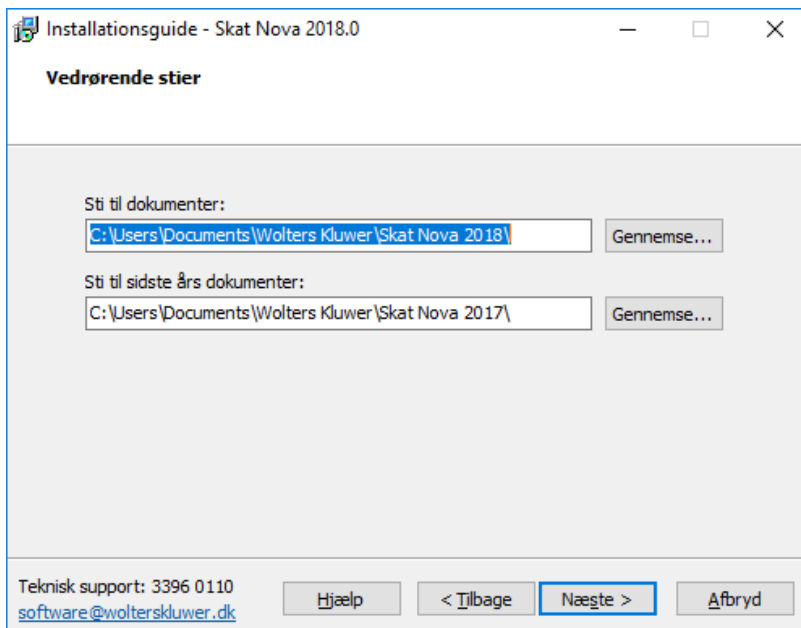 Installationsguide - Skat Nova 2018.0
Vedrørende stier
Sti til dokumenter:
C:\Users\Documents\Wolters Kluwer\Skat Nova 2018\
Gennemse...
Sti til sidste års dokumenter:
C:\Users\Documents\Wolters Kluwer\Skat Nova 2017\
Gennemse...
Teknisk support: 3396 0110
software@wolterskluwer.dk
Hjælp
< Tilbage
Næste >
Afbryd